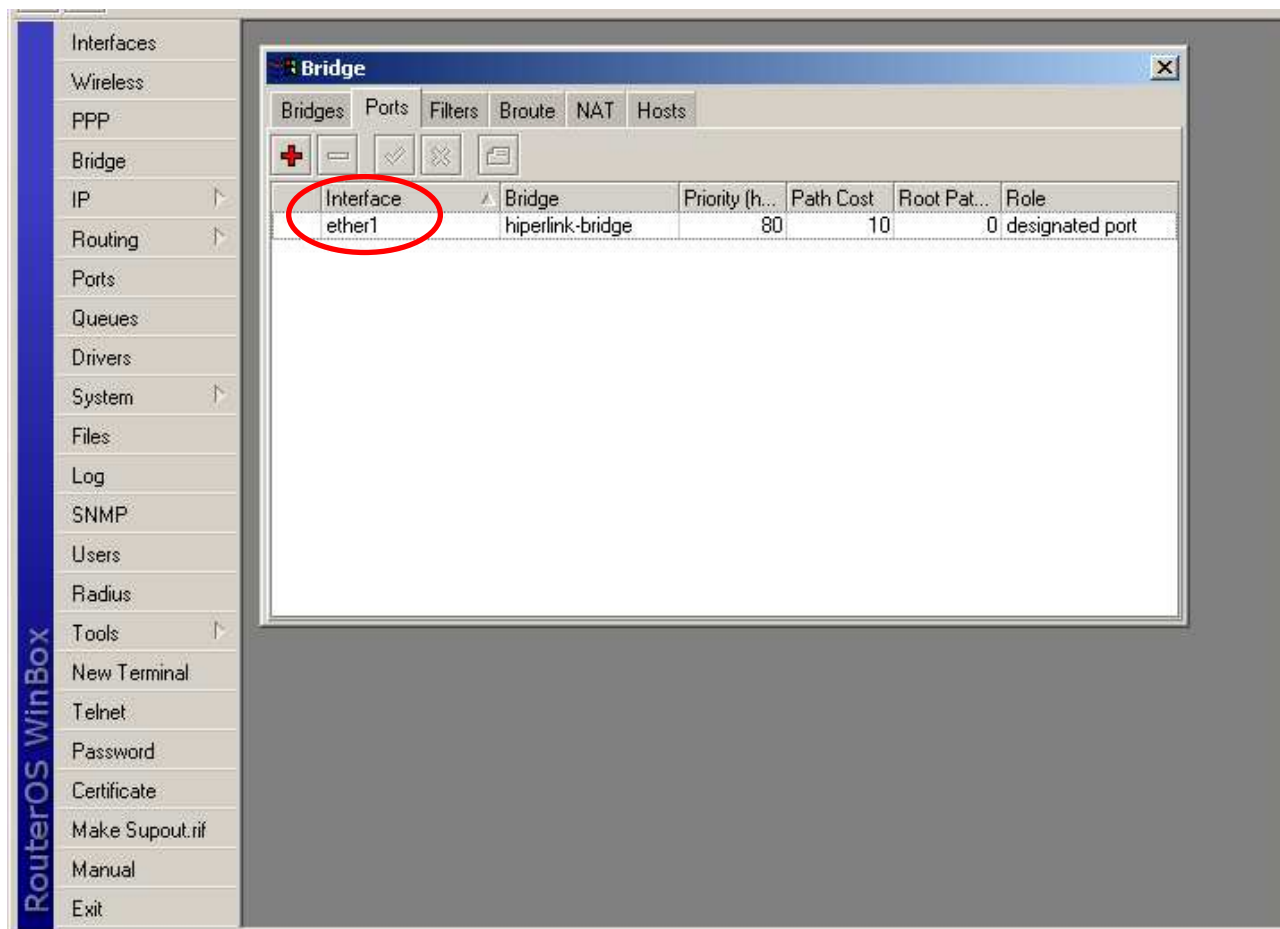 Interfaces
Wireless
PPP
Bridge
IP
Routing
Ports
Queues
Drivers
System
Files
Log
SNMP
Users
Radius
Tools
New Terminal
Telnet
Password
Certificate
Make Supout.rif
Manual
Exit
RouterOS WinBox
Bridge
Bridges Ports Filters Broute NAT Hosts
Interface Bridge Priority (h... Path Cost Root Pat... Role
ether1 hiperlink-bridge 80 10 0 designated port